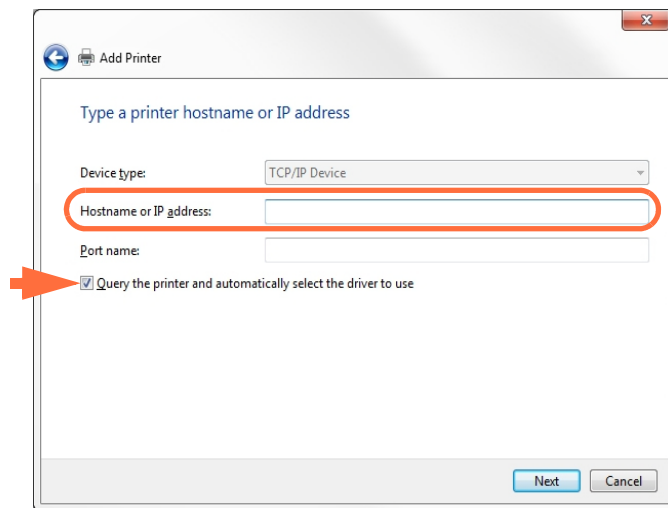 Add Printer
Type a printer hostname or IP address
Device type: TCP/IP Device
Hostname or IP address:
Port name:
Query the printer and automatically select the driver to use
Next Cancel